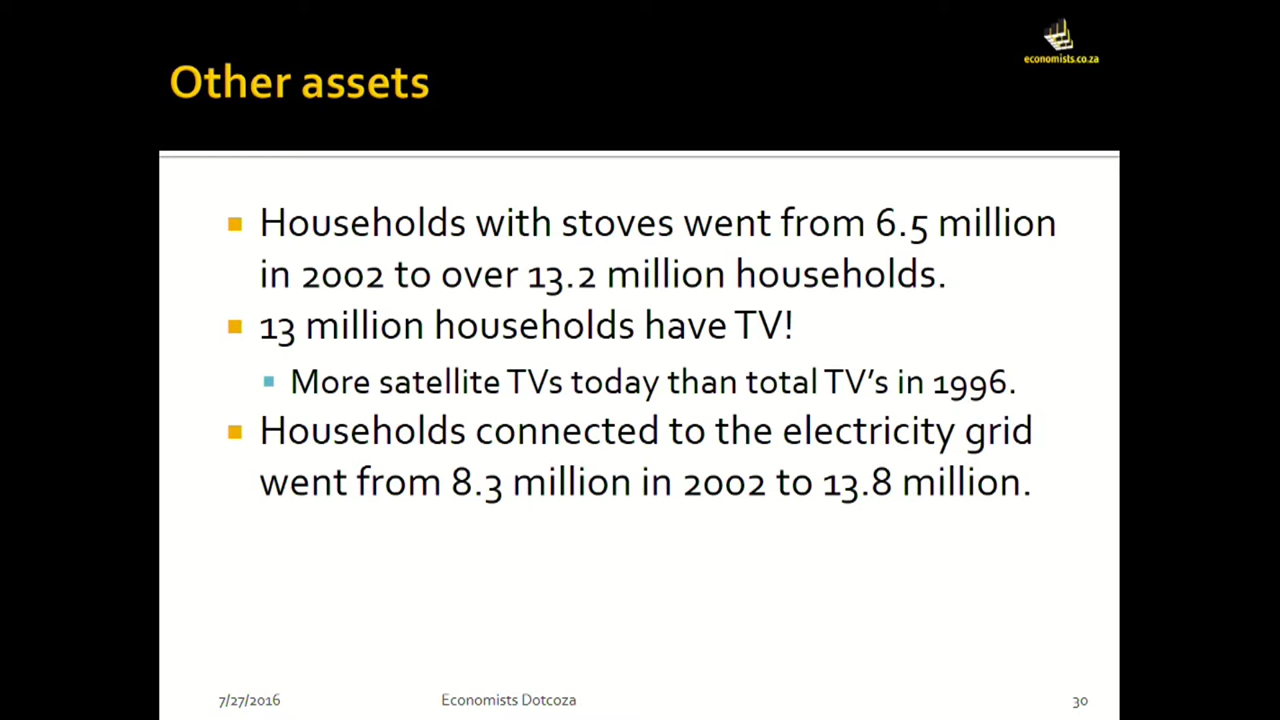 economists.co.za
Other assets
Households with stoves went from 6.5 million
in 2002 to over 13.2 million households.
13 million households have TV!
More satellite TVs today than total TV's in 1996.
Households connected to the electricity grid
went from 8.3 million in 2002 to 13.8 million.
7/27/2016
Economists Dotcoza
30